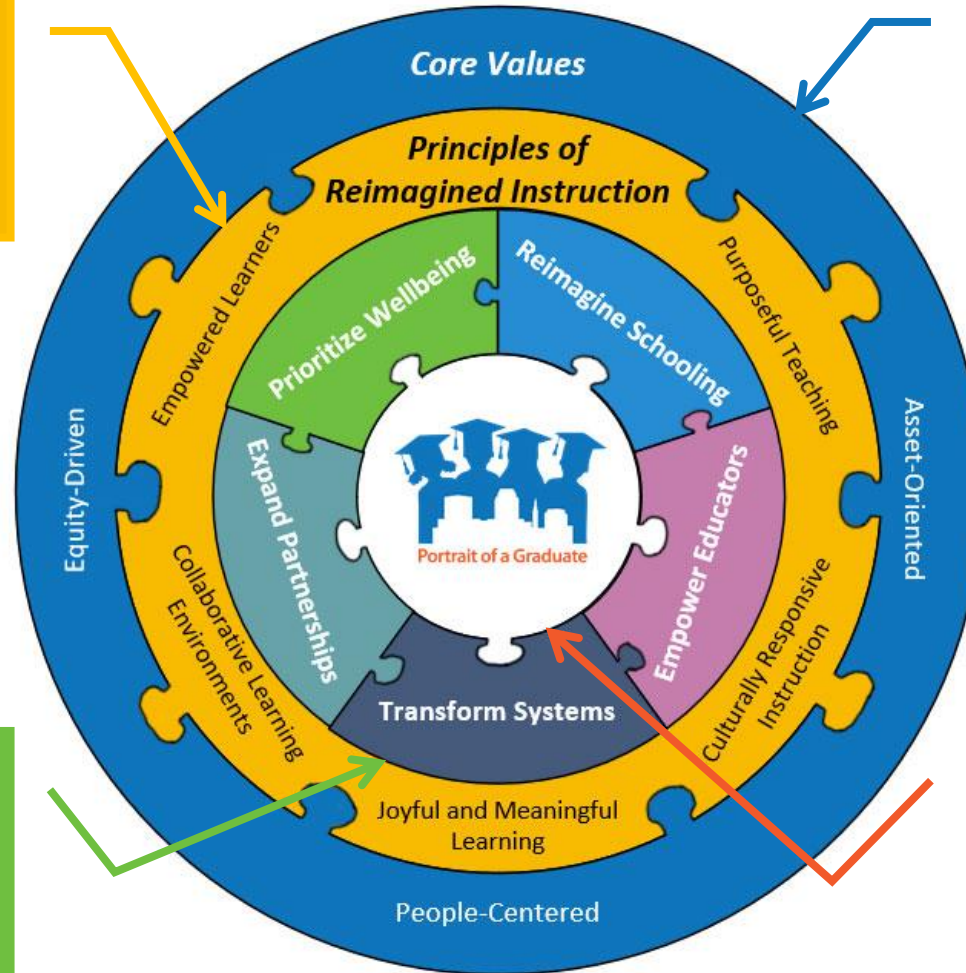 Core Values
Principles of
Reimagined Instruction
Empowered Learners
Purposeful Teaching
Prioritize Wellbeing
Reimagine Schooling
Equity-Driven
Asset-Oriented
Expand Partnerships
Portrait of a Graduate
Empower Educators
Collaborative Learning
Environments
Culturally Responsive
Instruction
Transform Systems
Joyful and Meaningful
Learning
People-Centered